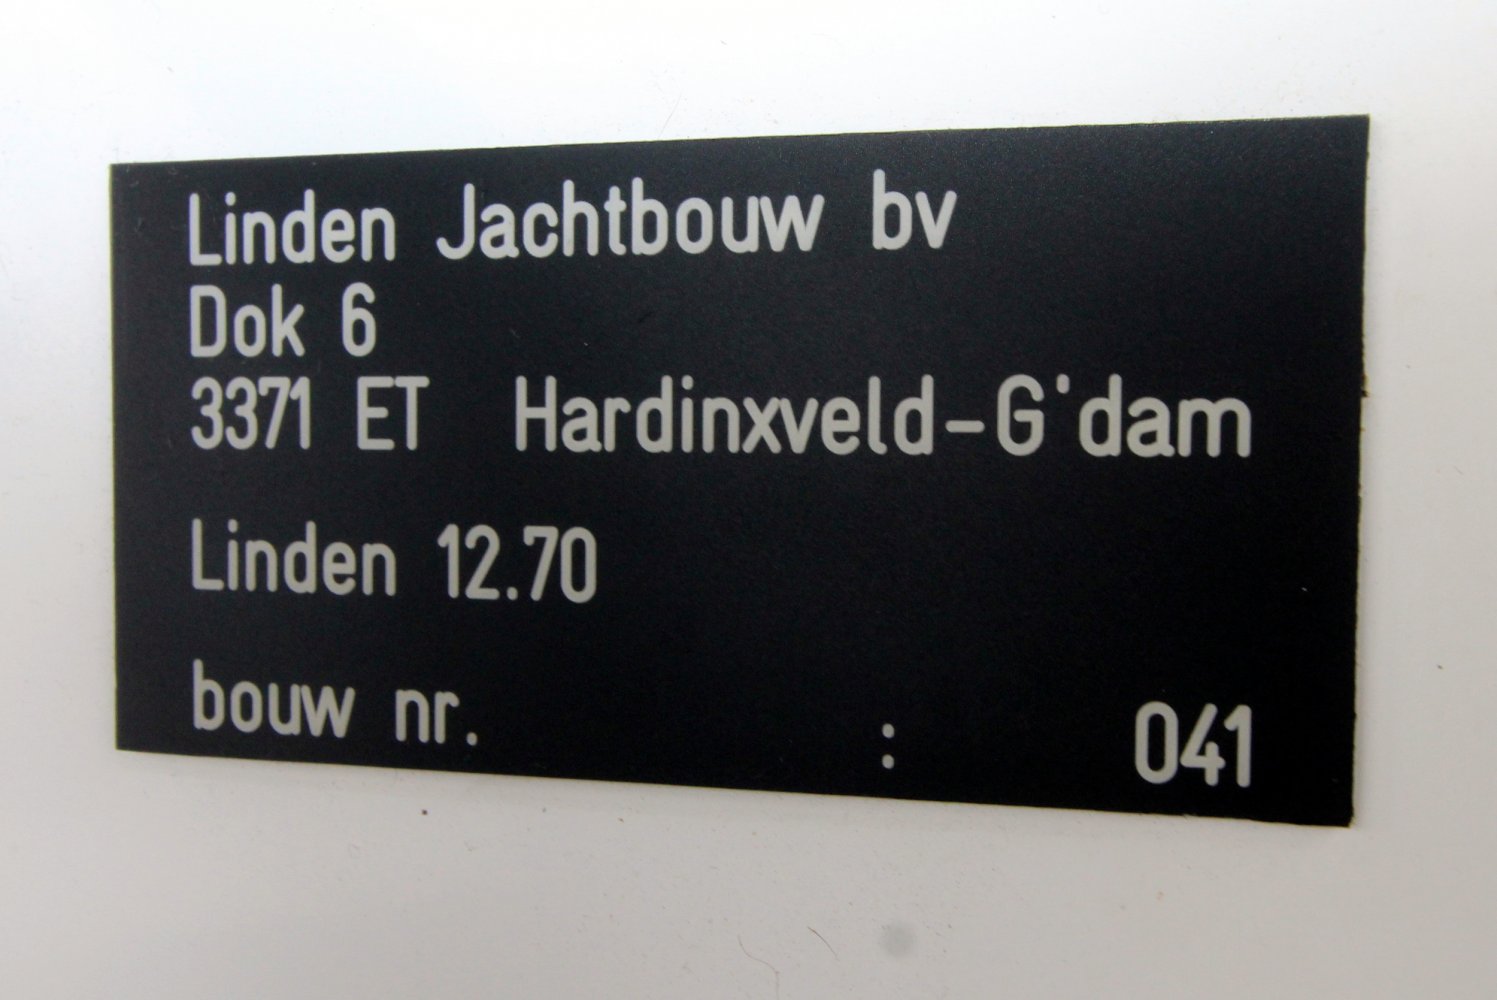 Linden Jachtbouw bv
Dok 6
3371 ET Hardinxveld-G'dam
Linden 12.70
bouw nr. : 041